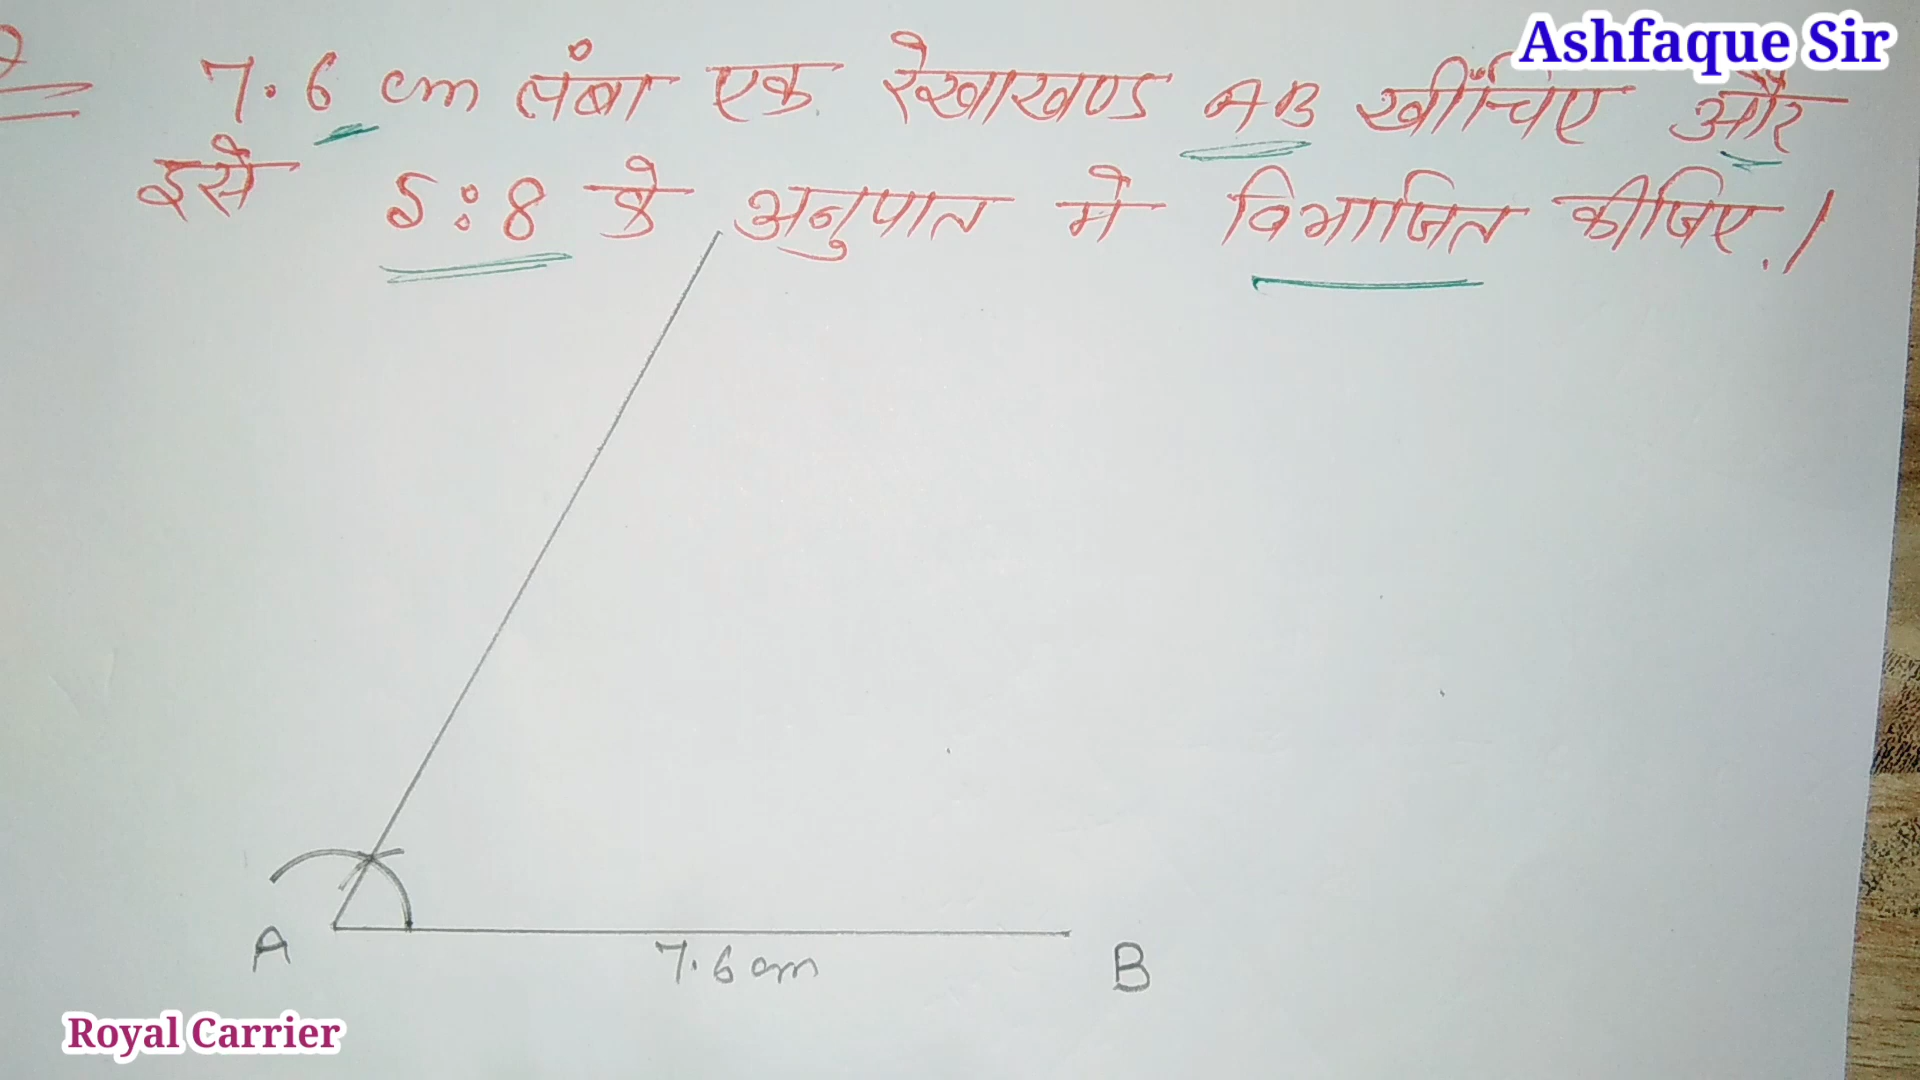 Ashfaque Sir
7.6 cm लंबा एक रेखाखण्ड AB खींचिए और
इसे 5:8 के अनुपात मे विभाजित कीजिए।
A
7.6 cm
B
Royal Carrier